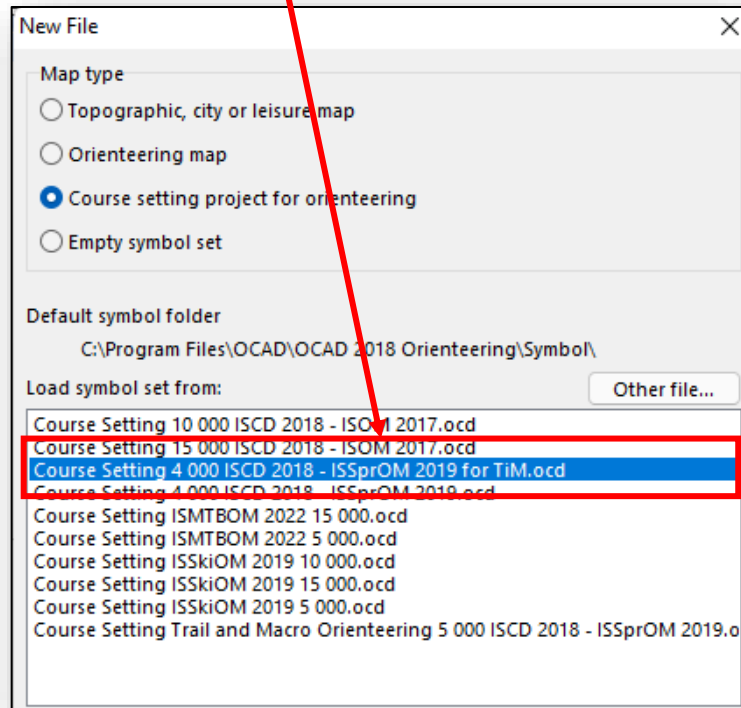 New File
Map type
Topographic, city or leisure map
Orienteering map
Course setting project for orienteering
Empty symbol set
Default symbol folder
C:\Program Files\OCAD\OCAD 2018 Orienteering\Symbol\
Load symbol set from:
Other file...
Course Setting 10 000 ISCD 2018 - ISOM 2017.ocd
Course Setting 15 000 ISCD 2018 - ISOM 2017.ocd
Course Setting 4 000 ISCD 2018 - ISSprOM 2019 for TiM.ocd
Course Setting 4 000 ISCD 2018 - ISSprOM 2019.ocd
Course Setting ISMTBOM 2022 15 000.ocd
Course Setting ISMTBOM 2022 5 000.ocd
Course Setting ISSkiOM 2019 10 000.ocd
Course Setting ISSkiOM 2019 15 000.ocd
Course Setting ISSkiOM 2019 5 000.ocd
Course Setting Trail and Macro Orienteering 5 000 ISCD 2018 - ISSprOM 2019.o